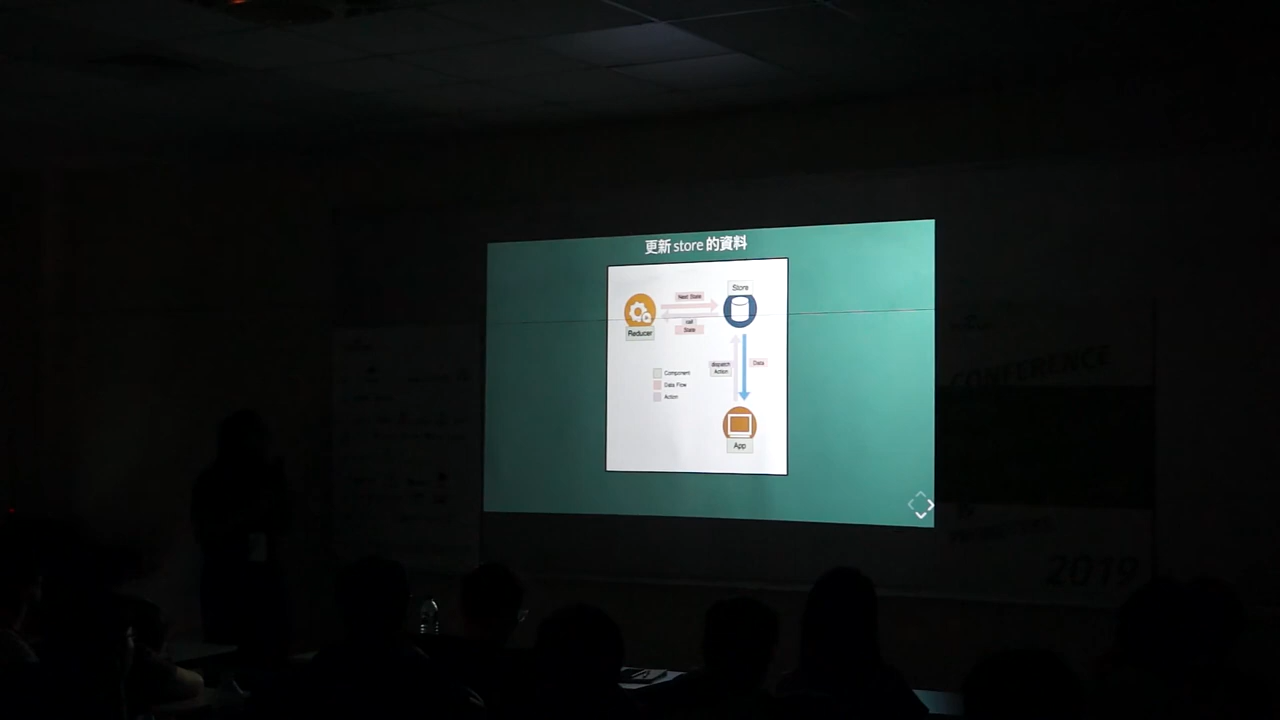 更新 store 的資料
Store
Next State
call
State
Reducer
dispatch
Action
Data
Component
Data Flow
Action
App
CONFERENCE
2019